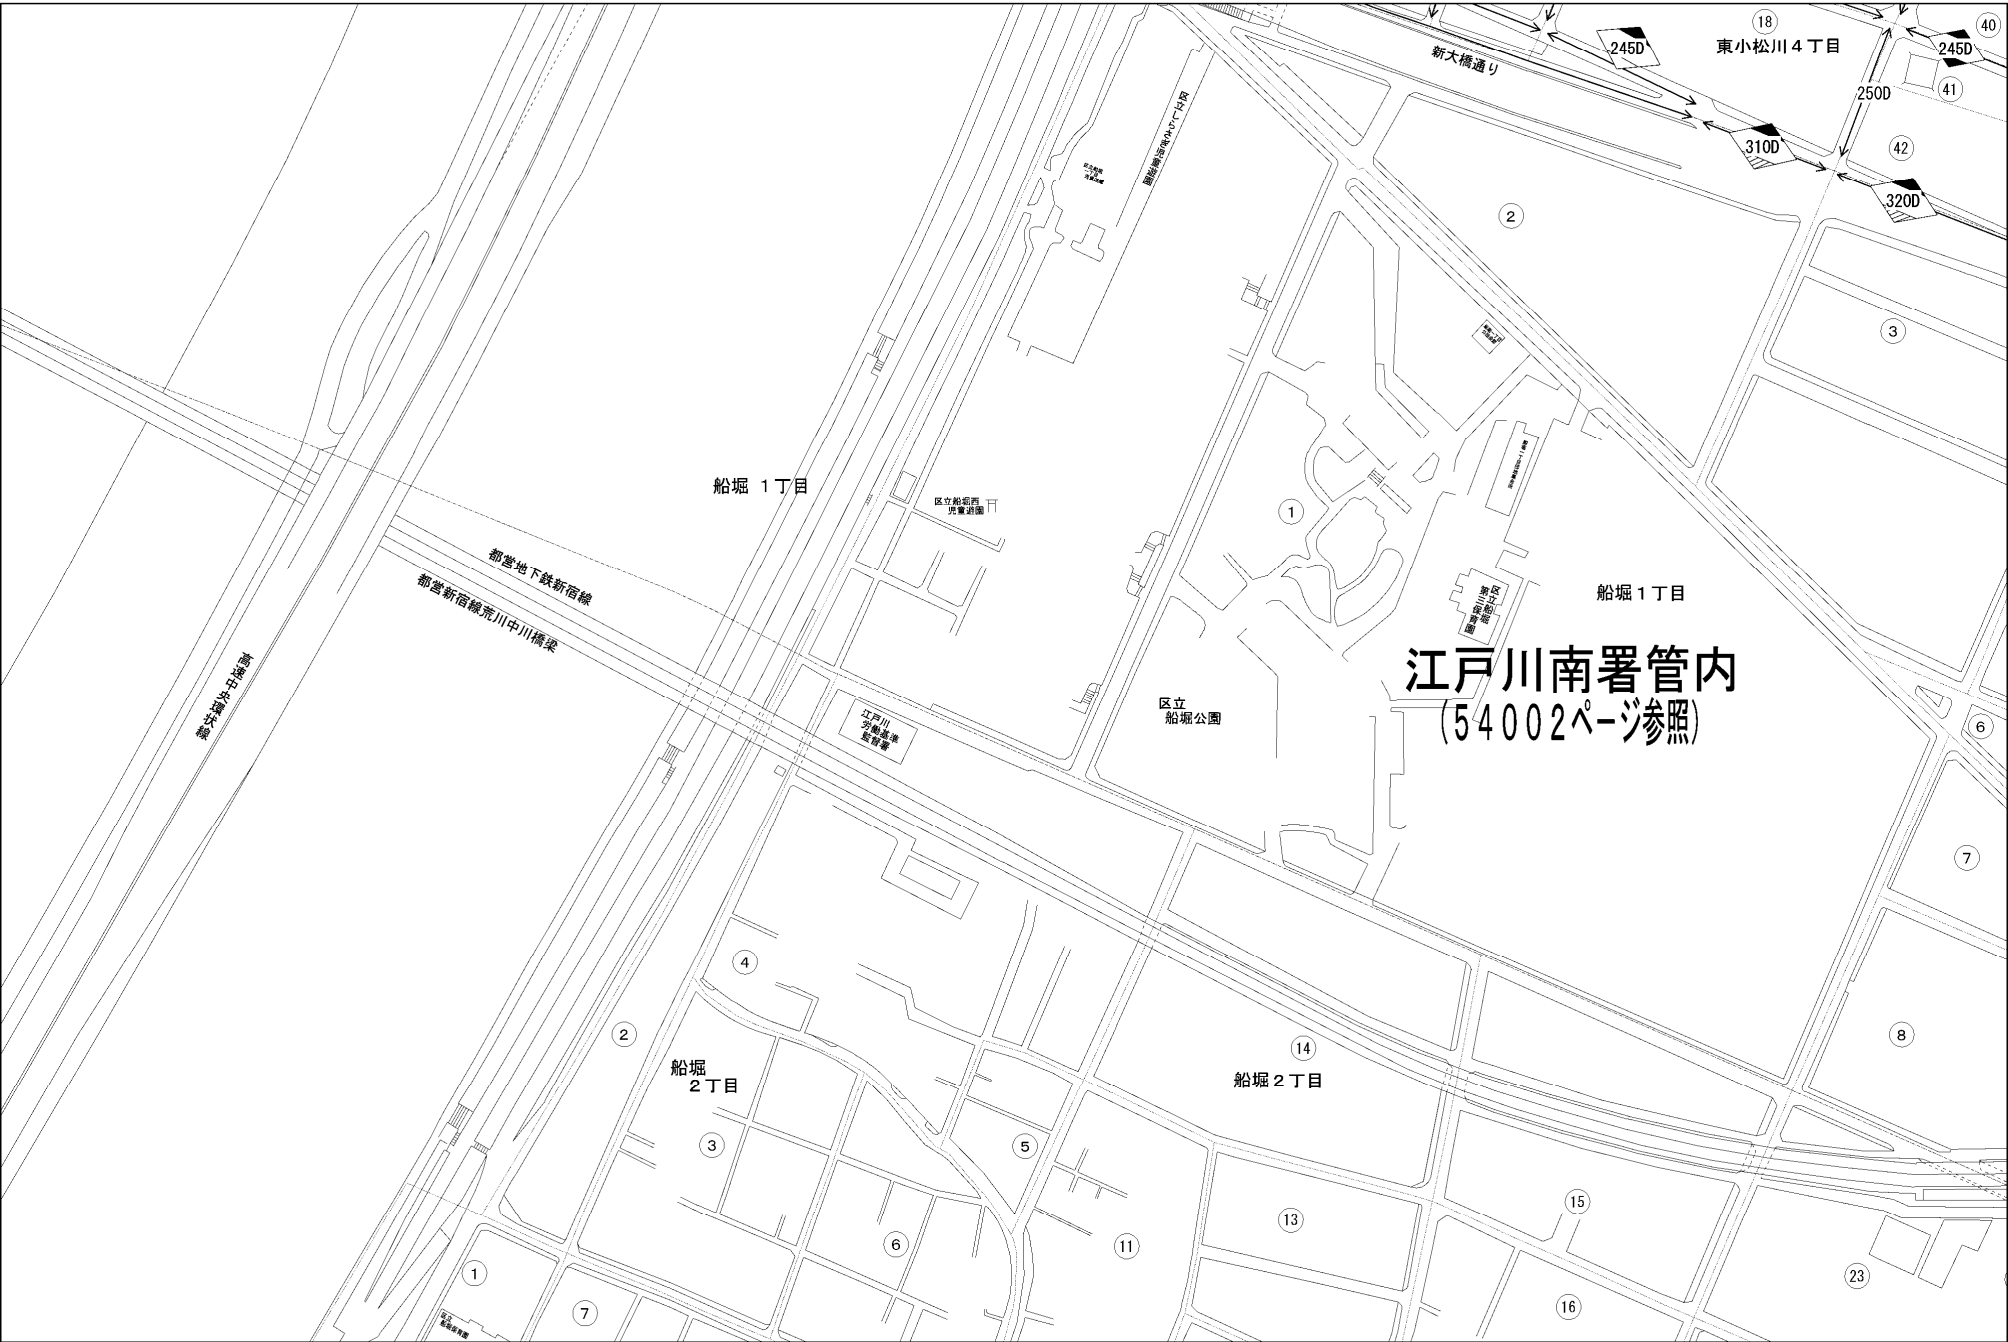 18
40
東小松川４丁目
245D
245D
新大橋通り
250D
41
310D
42
320D
区立しらさぎ児童遊園
2
3
船堀 １丁目
区立船堀西
児童遊園
1
都営地下鉄新宿線
都営新宿線荒川中川橋梁
区立船堀
第三保育園
船堀１丁目
江戸川南署管内
(５４００２ページ参照)
高速中央環状線
区立
船堀公園
江戸川
労働基準
監督署
6
7
4
2
8
14
船堀
２丁目
船堀２丁目
3
5
15
13
6
11
1
23
7
16
区立
船堀保育園